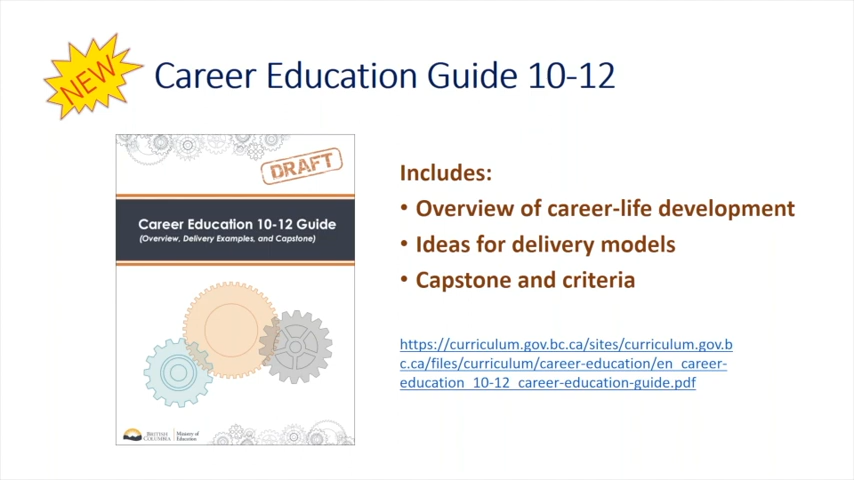 NEW
Career Education Guide 10-12
DRAFT
Career Education 10-12 Guide
(Overview, Delivery Examples, and Capstone)
BRITISH
COLUMBIA
Ministry of
Education
Includes:
• Overview of career-life development
• Ideas for delivery models
• Capstone and criteria
https://curriculum.gov.bc.ca/sites/curriculum.gov.b
c.ca/files/curriculum/career-education/en_career-
education_10-12_career-education-guide.pdf